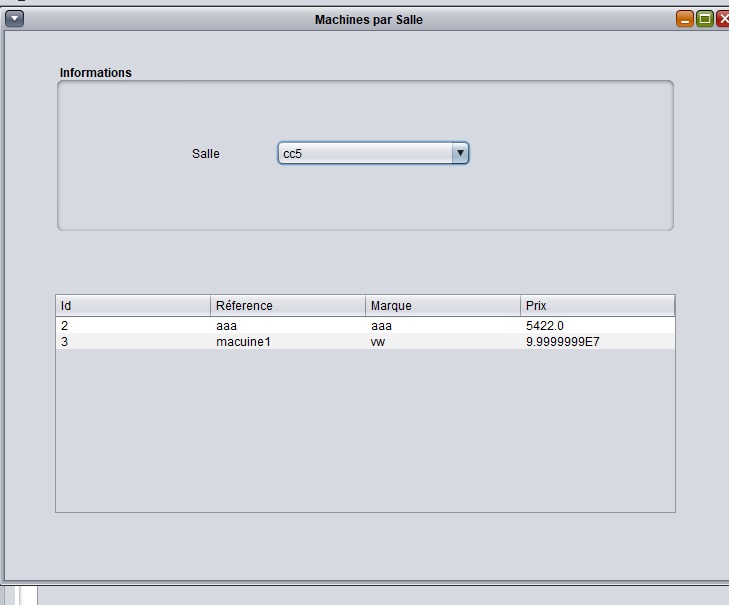 Machines par Salle
Informations
Salle cc5
Id Réference Marque Prix
2 aaa aaa 5422.0
3 macuine1 vw 9.9999999E7